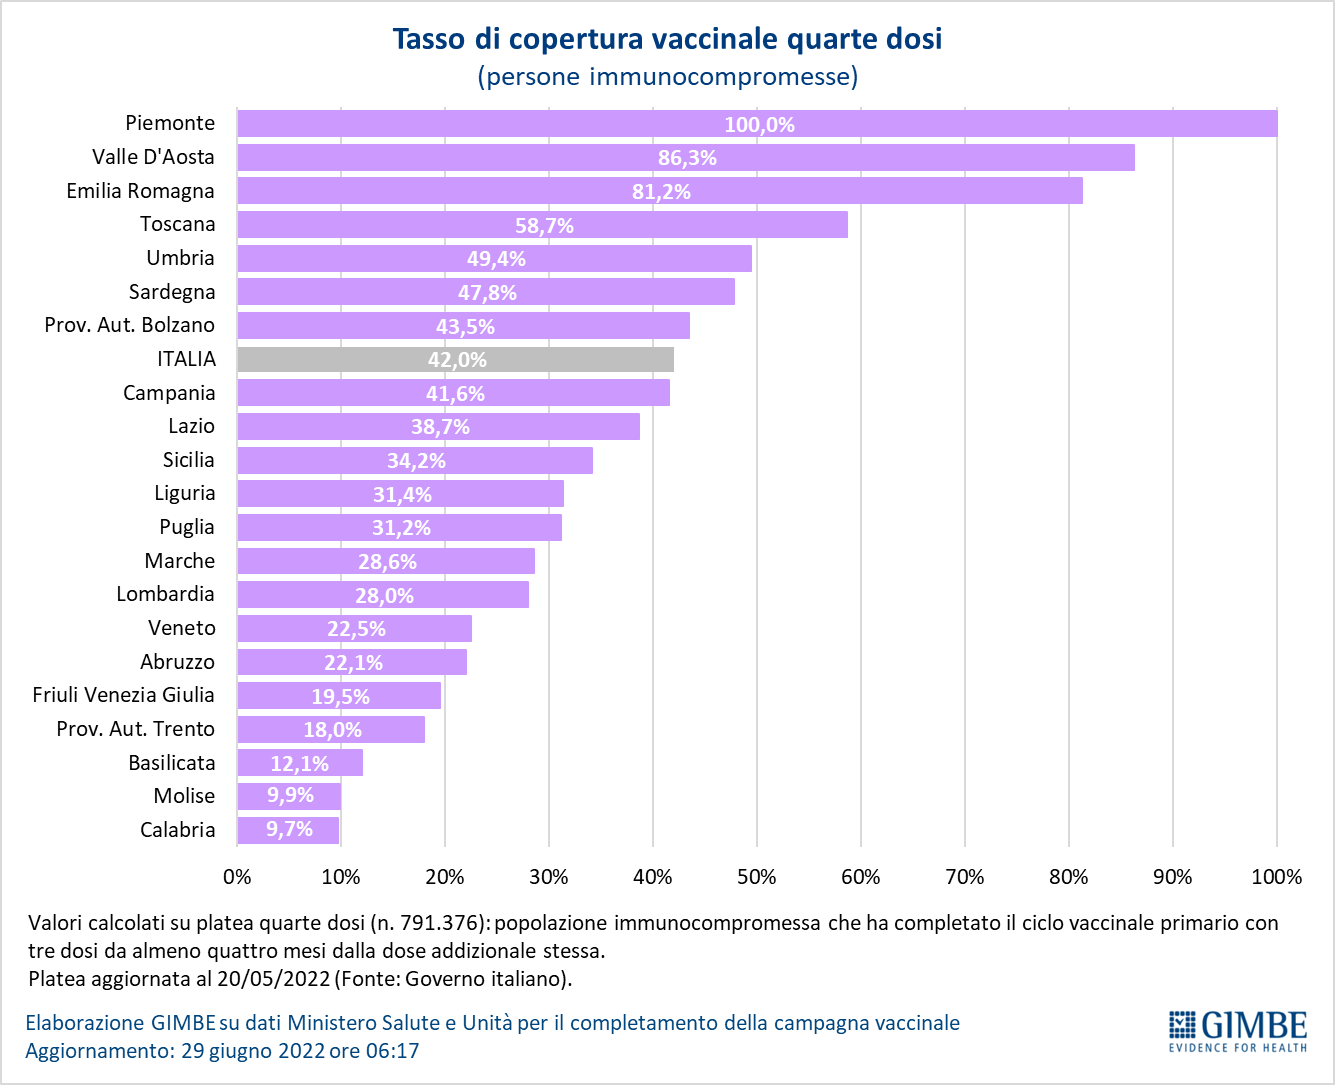 Tasso di copertura vaccinale quarte dosi
(persone immunocompromesse)
Piemonte 100,0%
Valle D'Aosta 86,3%
Emilia Romagna 81,2%
Toscana 58,7%
Umbria 49,4%
Sardegna 47,8%
Prov. Aut. Bolzano 43,5%
ITALIA 42,0%
Campania 41,6%
Lazio 38,7%
Sicilia 34,2%
Liguria 31,4%
Puglia 31,2%
Marche 28,6%
Lombardia 28,0%
Veneto 22,5%
Abruzzo 22,1%
Friuli Venezia Giulia 19,5%
Prov. Aut. Trento 18,0%
Basilicata 12,1%
Molise 9,9%
Calabria 9,7%
0% 10% 20% 30% 40% 50% 60% 70% 80% 90% 100%
Valori calcolati su platea quarte dosi (n. 791.376): popolazione immunocompromessa che ha completato il ciclo vaccinale primario con
tre dosi da almeno quattro mesi dalla dose addizionale stessa.
Platea aggiornata al 20/05/2022 (Fonte: Governo italiano).
Elaborazione GIMBE su dati Ministero Salute e Unità per il completamento della campagna vaccinale
Aggiornamento: 29 giugno 2022 ore 06:17
GIMBE
EVIDENCE FOR HEALTH